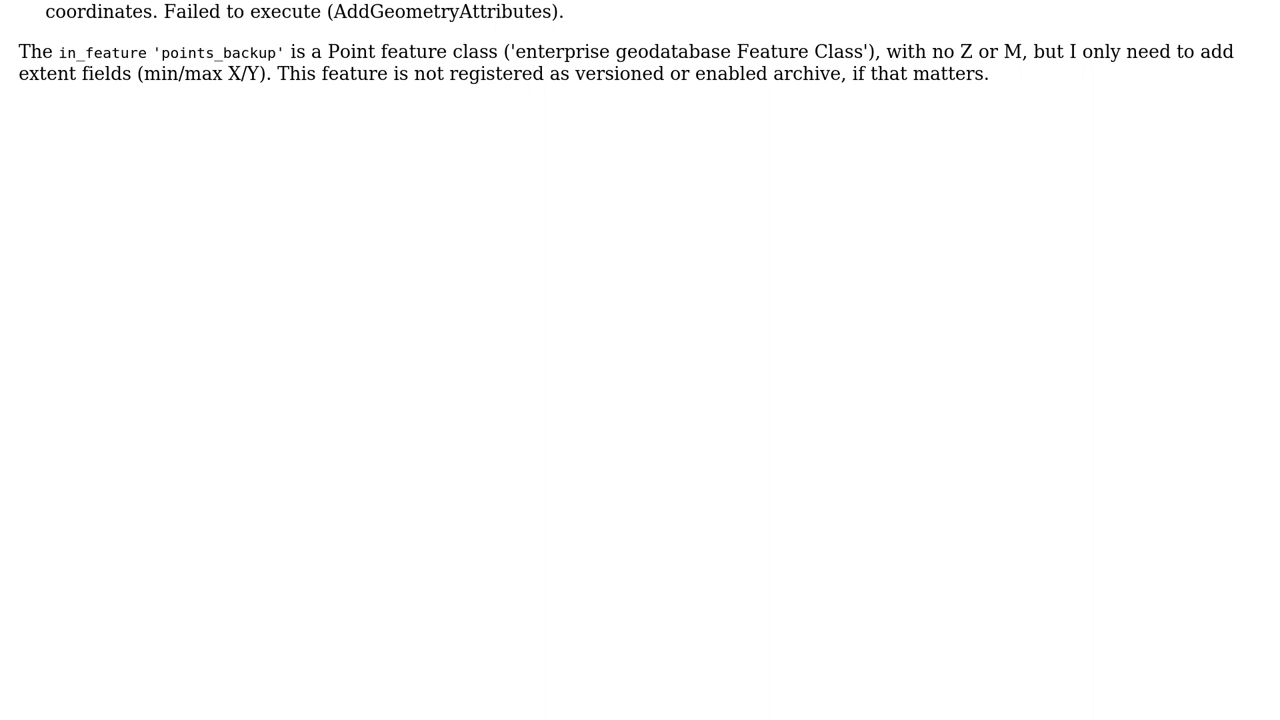 coordinates. Failed to execute (AddGeometryAttributes).
The in_feature 'points_backup' is a Point feature class ('enterprise geodatabase Feature Class'), with no Z or M, but I only need to add
extent fields (min/max X/Y). This feature is not registered as versioned or enabled archive, if that matters.